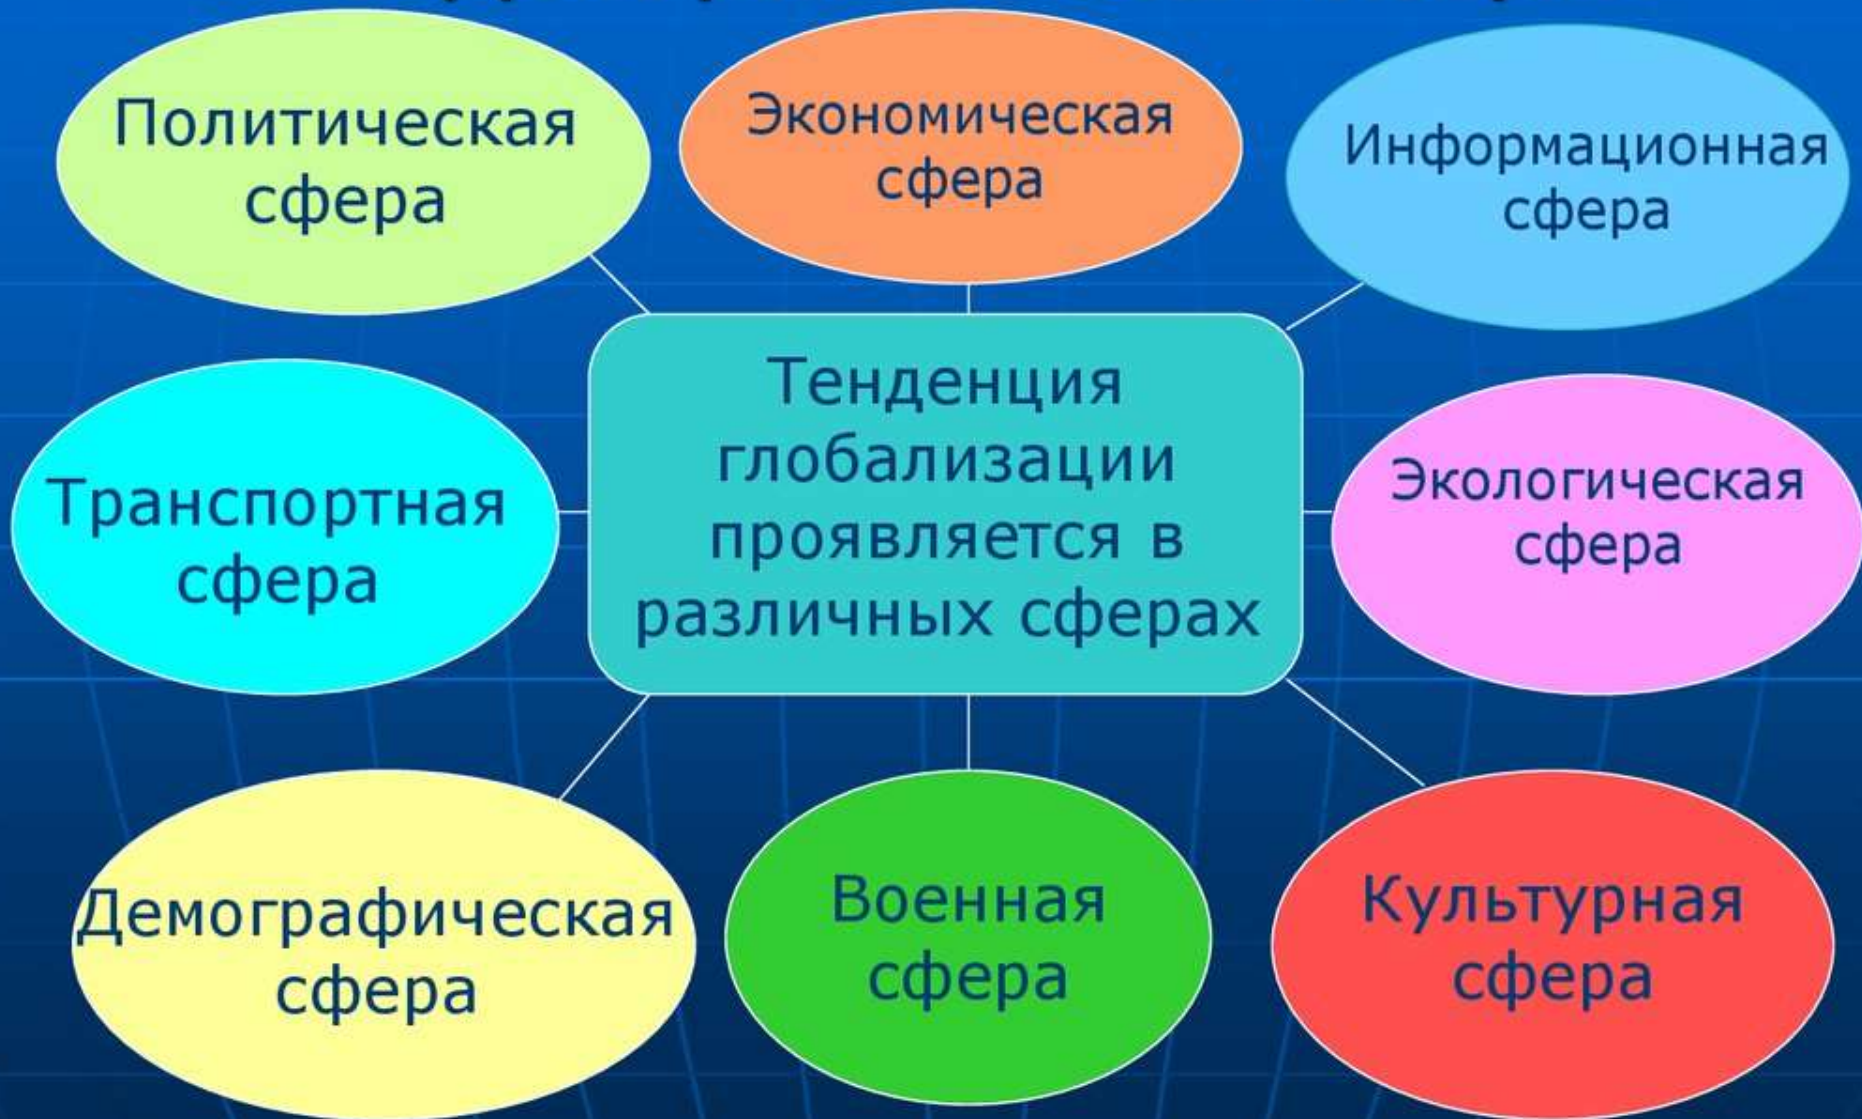 Политическая
сфера
Экономическая
сфера
Информационная
сфера
Тенденция
глобализации
проявляется в
различных сферах
Транспортная
сфера
Экологическая
сфера
Демографическая
сфера
Военная
сфера
Культурная
сфера